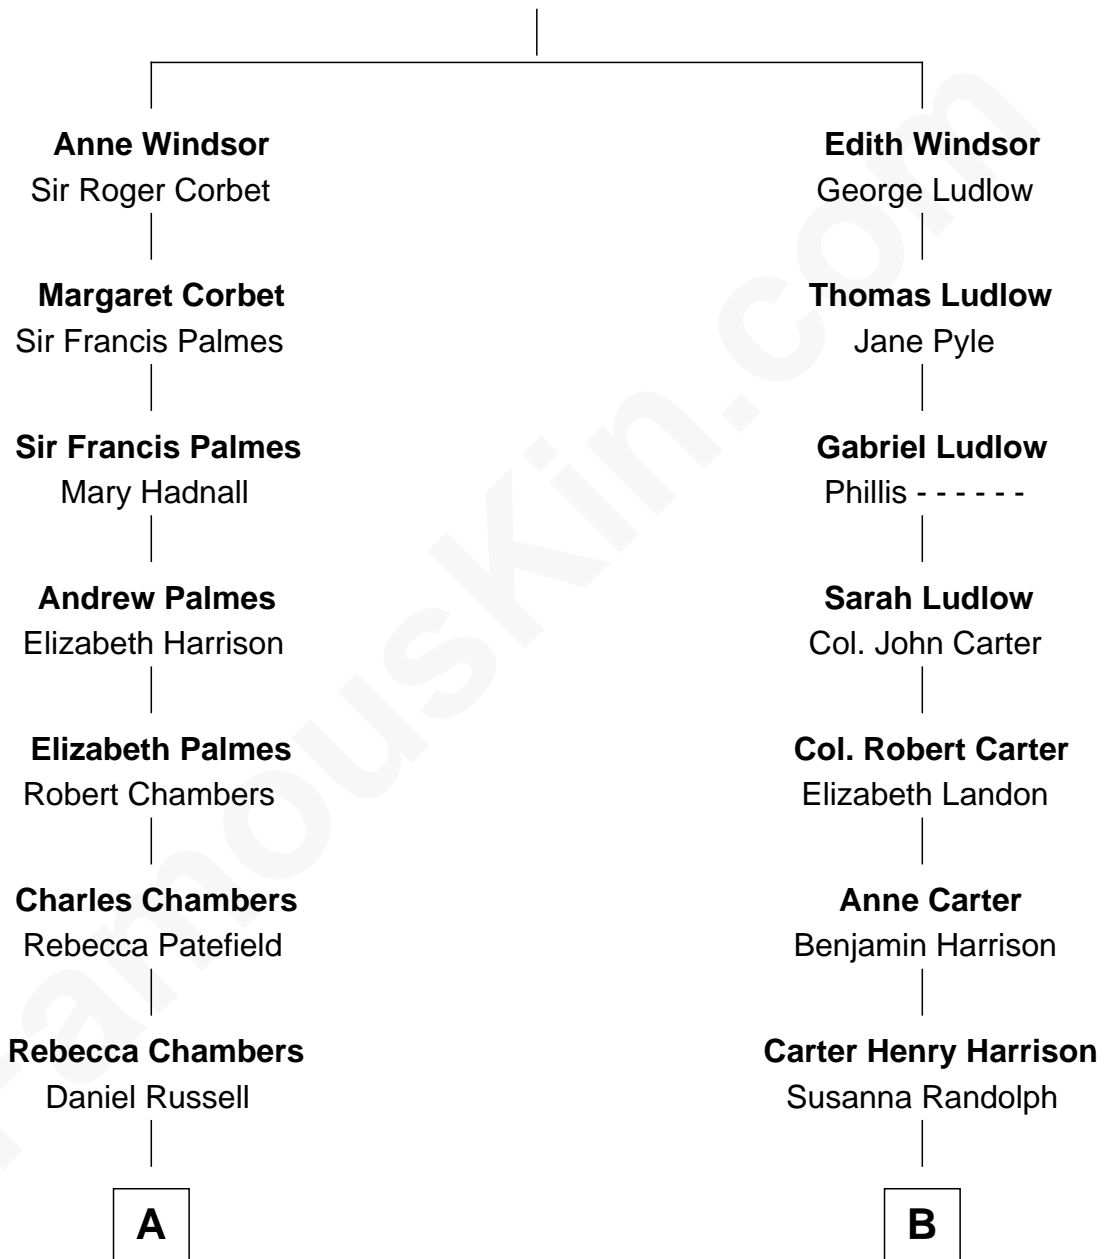 Anne Windsor
Sir Roger Corbet
Margaret Corbet
Sir Francis Palmes
Sir Francis Palmes
Mary Hadnall
Andrew Palmes
Elizabeth Harrison
Elizabeth Palmes
Robert Chambers
Charles Chambers
Rebecca Patefield
Rebecca Chambers
Daniel Russell
A
Edith Windsor
George Ludlow
Thomas Ludlow
Jane Pyle
Gabriel Ludlow
Phillis - - - - - -
Sarah Ludlow
Col. John Carter
Col. Robert Carter
Elizabeth Landon
Anne Carter
Benjamin Harrison
Carter Henry Harrison
Susanna Randolph
B
FamousKin.com